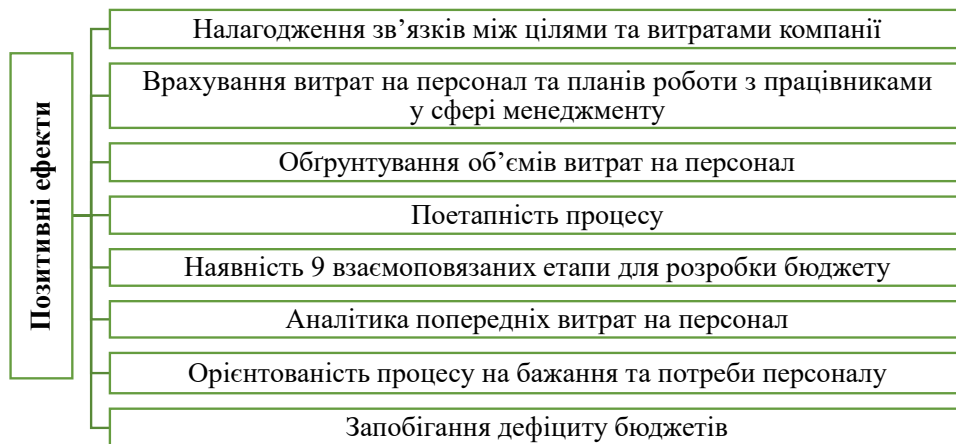 Позитивні ефекти
Налагодження зв’язків між цілями та витратами компанії
Врахування витрат на персонал та планів роботи з працівниками
у сфері менеджменту
Обґрунтування об’ємів витрат на персонал
Поетапність процесу
Наявність 9 взаємоповязаних етапи для розробки бюджету
Аналітика попередніх витрат на персонал
Орієнтованість процесу на бажання та потреби персоналу
Запобігання дефіциту бюджетів